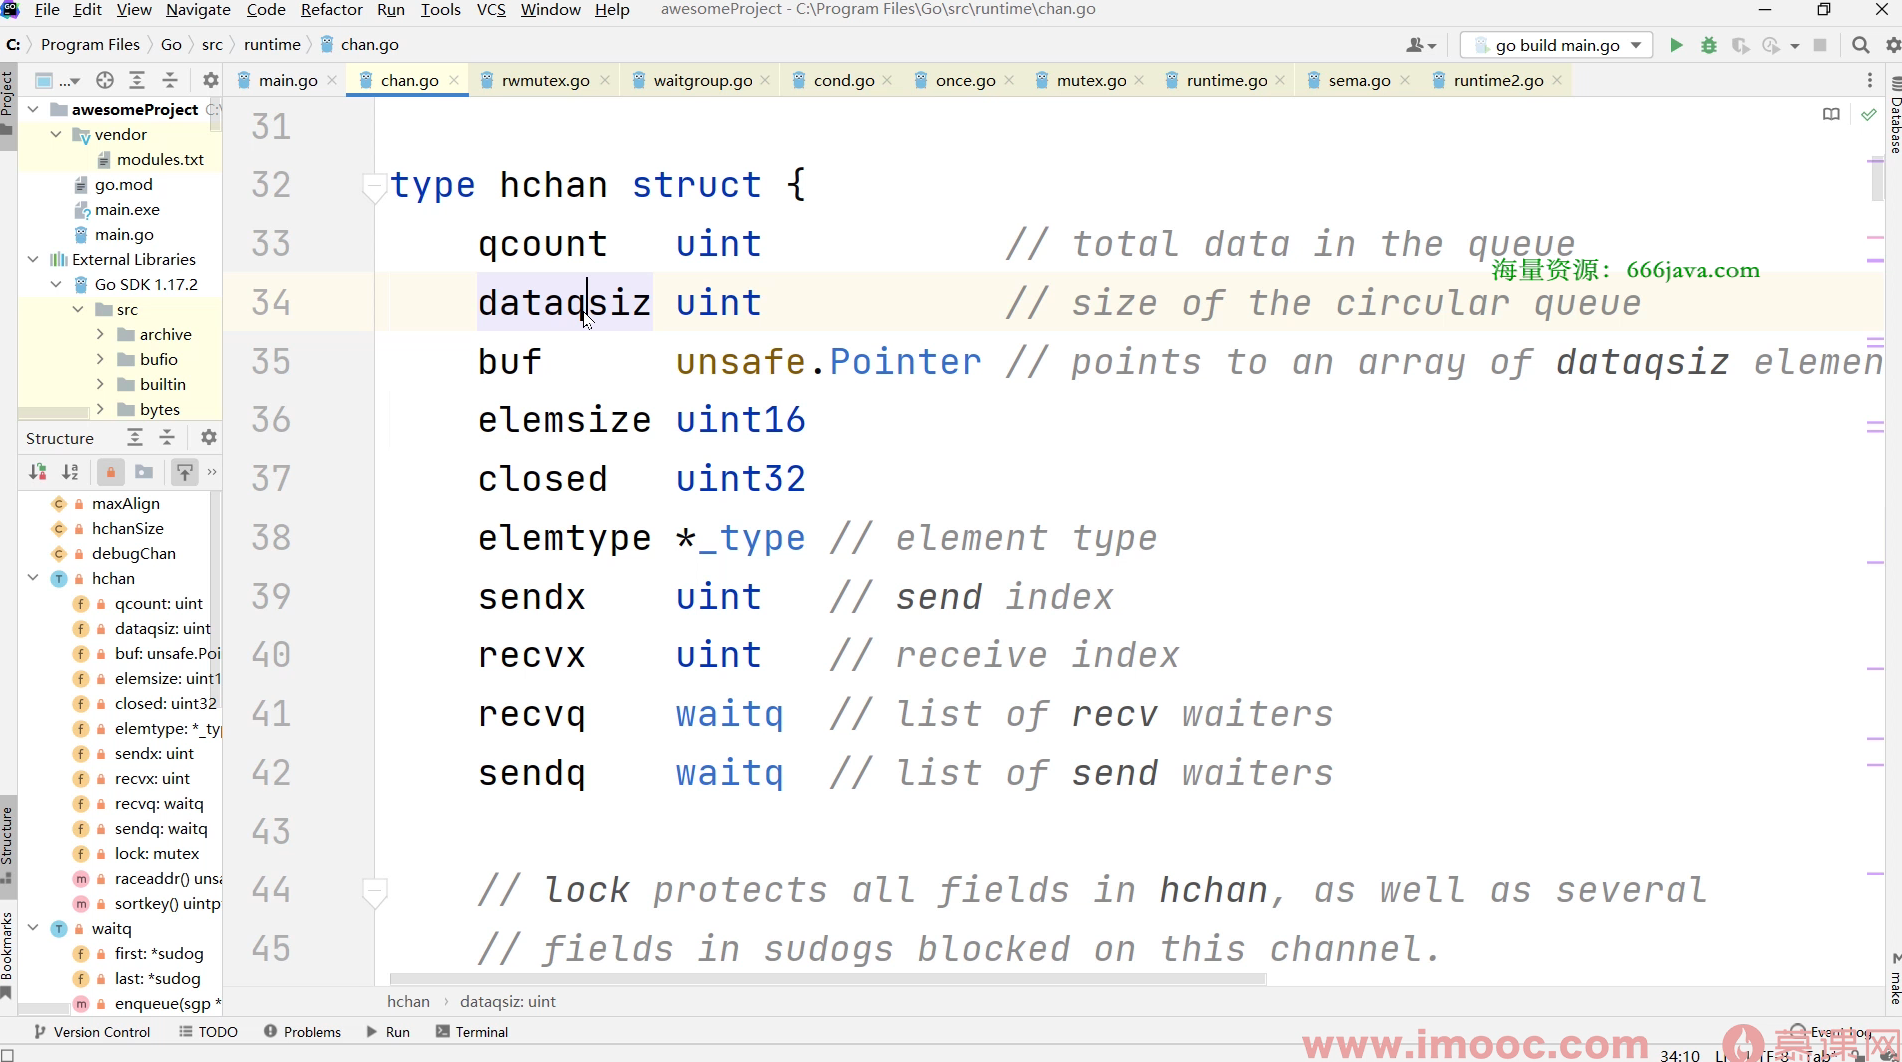 File Edit View Navigate Code Refactor Run Tools VCS Window Help awesomeProject - C:\Program Files\Go\src\runtime\chan.go
C: Program Files Go src runtime chan.go go build main.go
main.go chan.go rwmutex.go waitgroup.go cond.go once.go mutex.go runtime.go sema.go runtime2.go
Project
Database
awesomeProject C:\
vendor
modules.txt
go.mod
main.exe
main.go
External Libraries
Go SDK 1.17.2
src
archive
bufio
builtin
bytes
Structure
maxAlign
hchanSize
debugChan
hchan
qcount: uint
dataqsiz: uint
buf: unsafe.Poi
elemsize: uint1
closed: uint32
elemtype: *_ty
sendx: uint
recvx: uint
recvq: waitq
sendq: waitq
lock: mutex
raceaddr() unsa
sortkey() uintp
waitq
first: *sudog
last: *sudog
enqueue(sgp *
Structure
Bookmarks
31
32 type hchan struct {
33 qcount uint // total data in the queue
海量资源：666java.com
34 dataqsiz uint // size of the circular queue
35 buf unsafe.Pointer // points to an array of dataqsiz elemen
36 elemsize uint16
37 closed uint32
38 elemtype *_type // element type
39 sendx uint // send index
40 recvx uint // receive index
41 recvq waitq // list of recv waiters
42 sendq waitq // list of send waiters
43
44 // lock protects all fields in hchan, as well as several
45 // fields in sudogs blocked on this channel.
make
hchan dataqsiz: uint
Version Control TODO Problems Run Terminal Event Log
www.imooc.com 慕课网
34:10